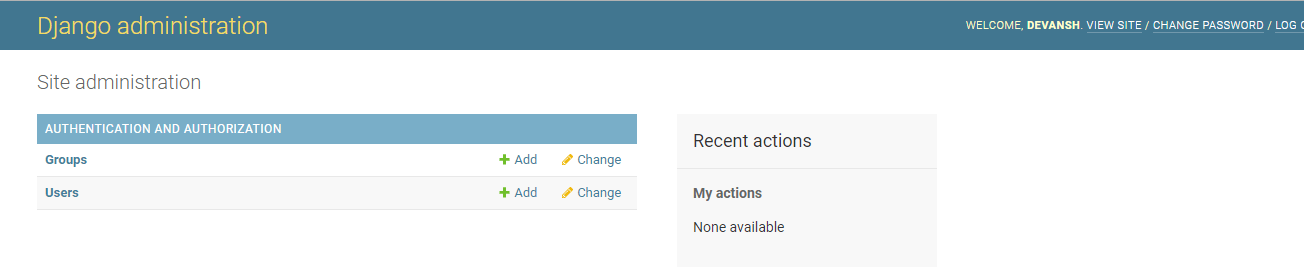 Django administration
WELCOME, DEVANSH. VIEW SITE / CHANGE PASSWORD / LOG
Site administration
AUTHENTICATION AND AUTHORIZATION
Groups Add Change
Users Add Change
Recent actions
My actions
None available